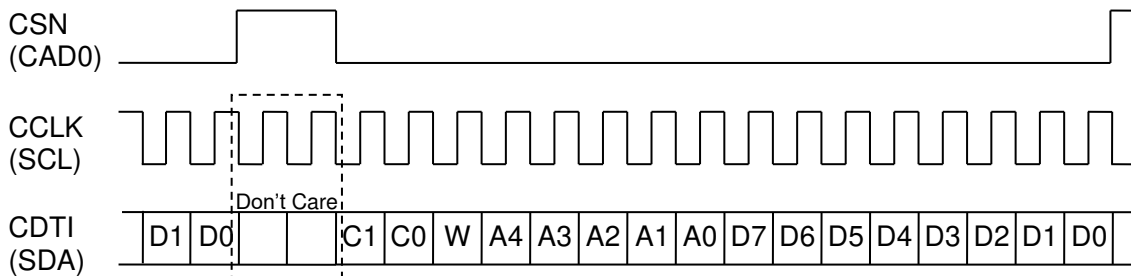 CSN
(CAD0)
CCLK
(SCL)
Don't Care
CDTI
(SDA)
D1 D0 C1 C0 W A4 A3 A2 A1 A0 D7 D6 D5 D4 D3 D2 D1 D0